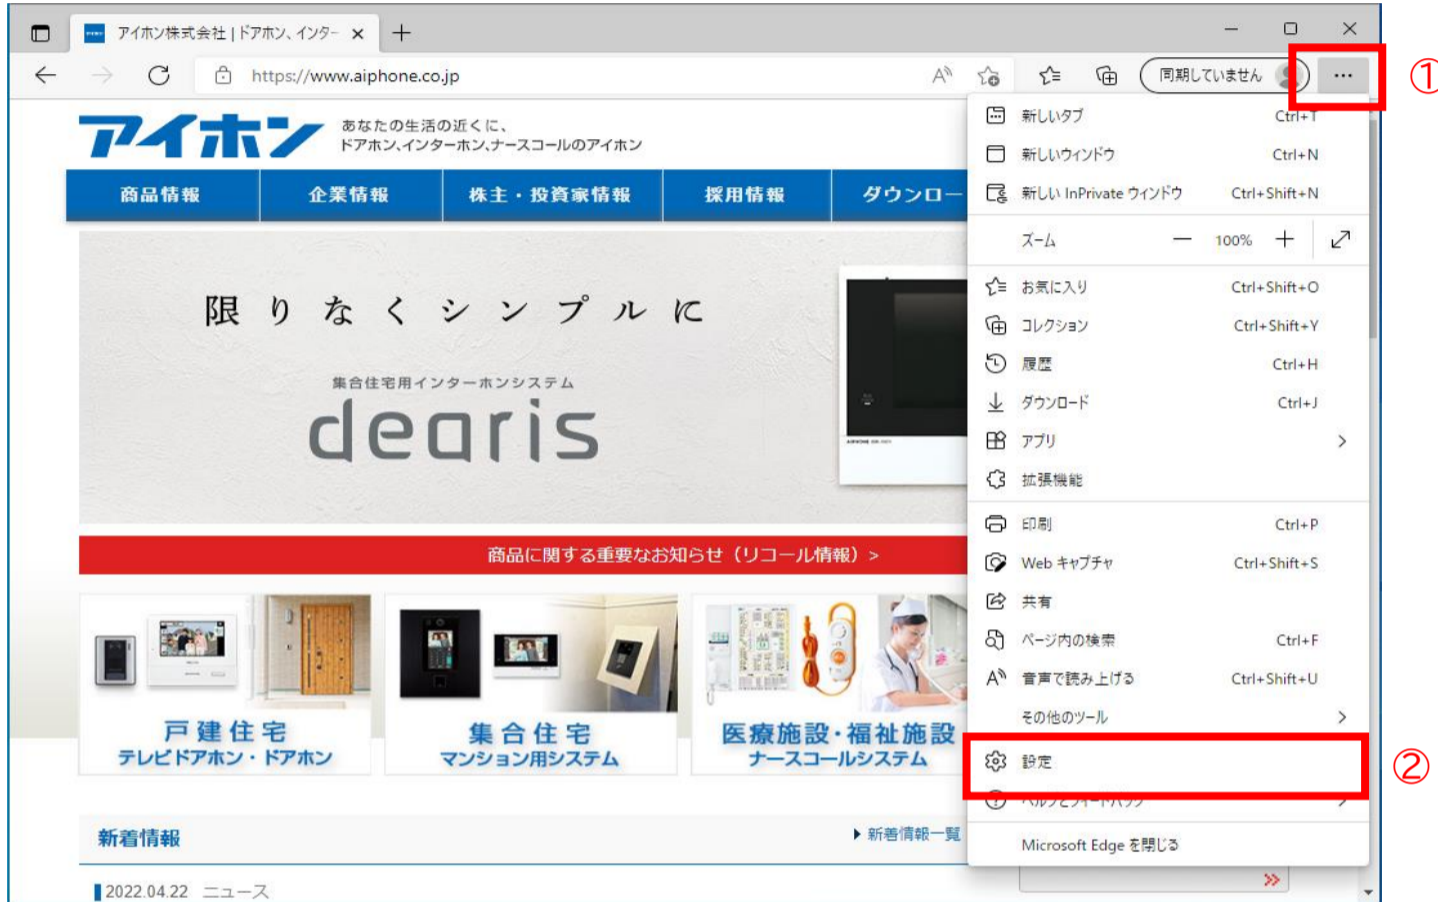 アイホン株式会社 | ドアホン、インター
https://www.aiphone.co.jp
同期していません
①
アイホン
あなたの生活の近くに、
ドアホン、インターホン、ナースコールのアイホン
商品情報
企業情報
株主・投資家情報
採用情報
ダウンロー
限りなくシンプルに
集合住宅用インターホンシステム
dearis
商品に関する重要なお知らせ（リコール情報）>
戸建住宅
テレビドアホン・ドアホン
集合住宅
マンション用システム
医療施設・福祉施設
ナースコールシステム
新着情報
新着情報一覧
2022.04.22 ニュース
新しいタブ Ctrl+T
新しいウィンドウ Ctrl+N
新しい InPrivate ウィンドウ Ctrl+Shift+N
ズーム 100%
お気に入り Ctrl+Shift+O
コレクション Ctrl+Shift+Y
履歴 Ctrl+H
ダウンロード Ctrl+J
アプリ
拡張機能
印刷 Ctrl+P
Web キャプチャ Ctrl+Shift+S
共有
ページ内の検索 Ctrl+F
音声で読み上げる Ctrl+Shift+U
その他のツール
設定
②
ヘルプとフィードバック
Microsoft Edge を閉じる